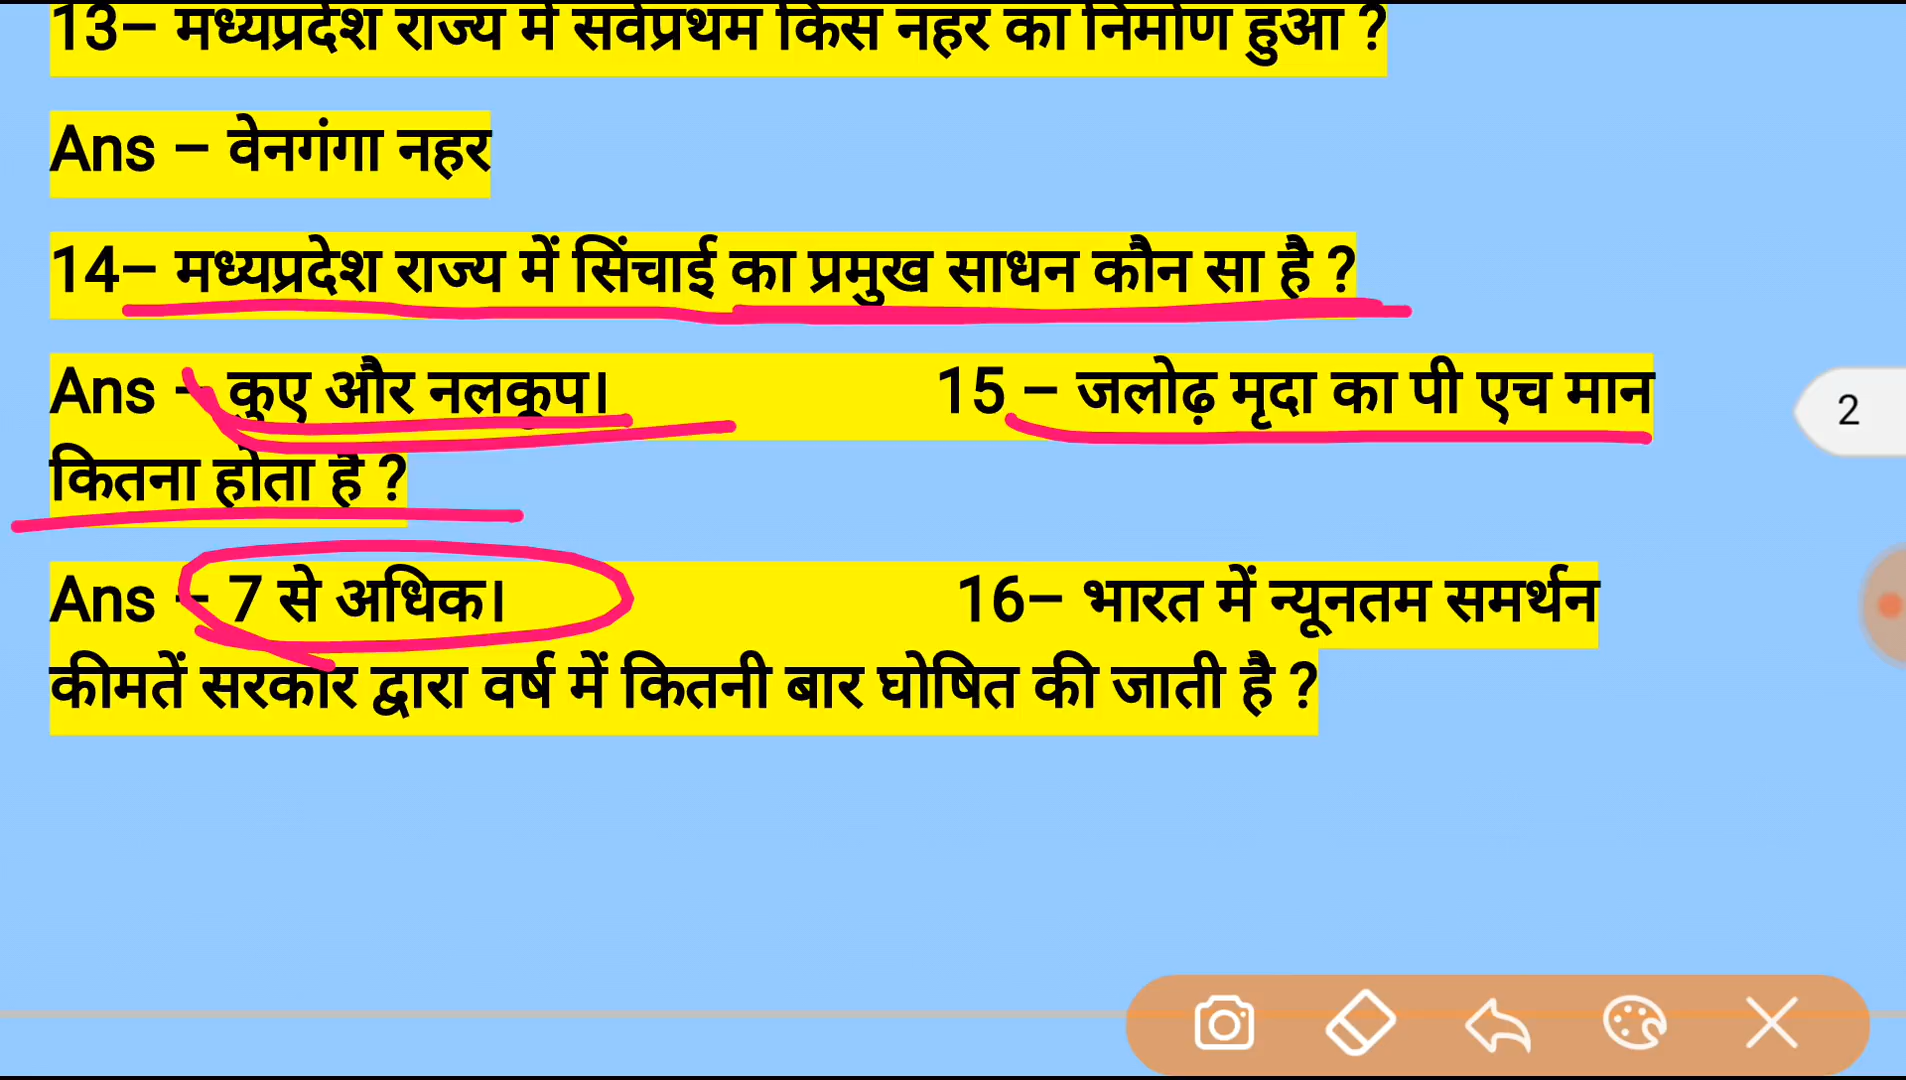 13– मध्यप्रदेश राज्य में सर्वप्रथम किस नहर का निर्माण हुआ ?
Ans – वेनगंगा नहर
14– मध्यप्रदेश राज्य में सिंचाई का प्रमुख साधन कौन सा है ?
Ans – कुए और नलकूप। 15 – जलोढ़ मृदा का पी एच मान
कितना होता है ?
2
Ans – 7 से अधिक। 16– भारत में न्यूनतम समर्थन
कीमतें सरकार द्वारा वर्ष में कितनी बार घोषित की जाती है ?